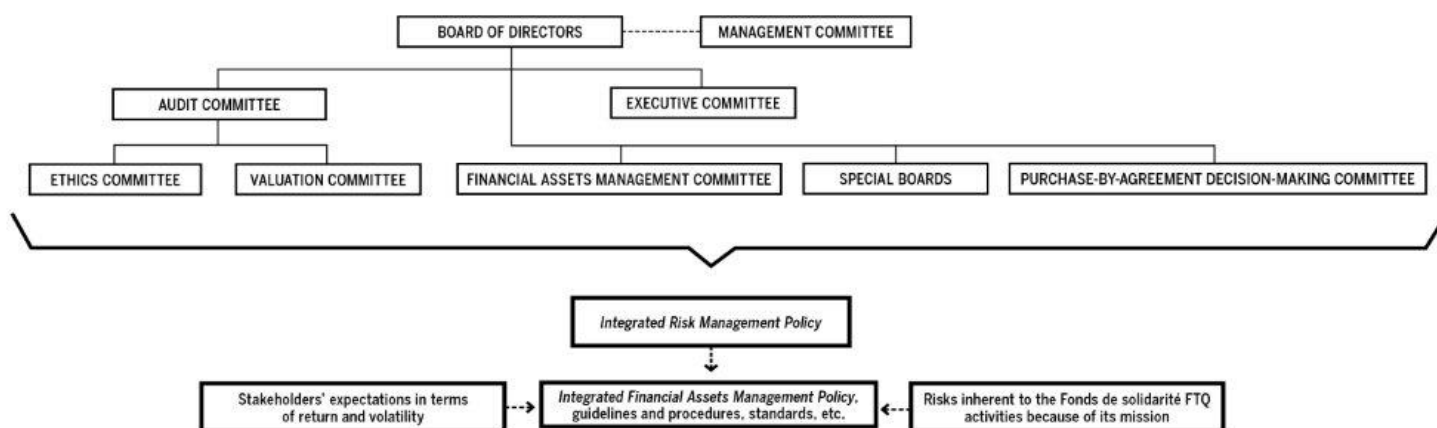 BOARD OF DIRECTORS
MANAGEMENT COMMITTEE
AUDIT COMMITTEE
EXECUTIVE COMMITTEE
ETHICS COMMITTEE
VALUATION COMMITTEE
FINANCIAL ASSETS MANAGEMENT COMMITTEE
SPECIAL BOARDS
PURCHASE-BY-AGREEMENT DECISION-MAKING COMMITTEE
Integrated Risk Management Policy
Stakeholders' expectations in terms
of return and volatility
Integrated Financial Assets Management Policy,
guidelines and procedures, standards, etc.
Risks inherent to the Fonds de solidarité FTQ
activities because of its mission